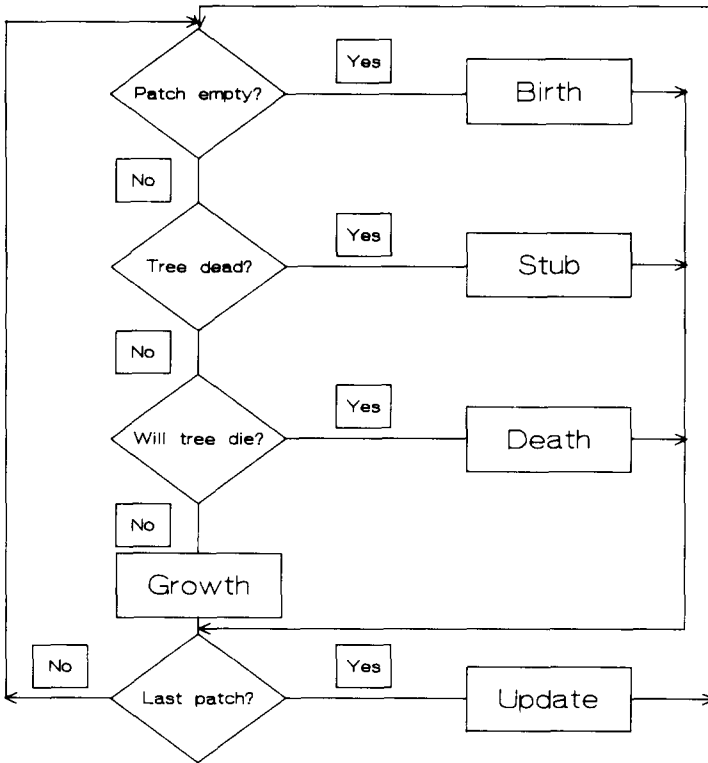 Patch empty?
Yes
Birth
No
Tree dead?
Yes
Stub
No
Will tree die?
Yes
Death
No
Growth
No
Last patch?
Yes
Update